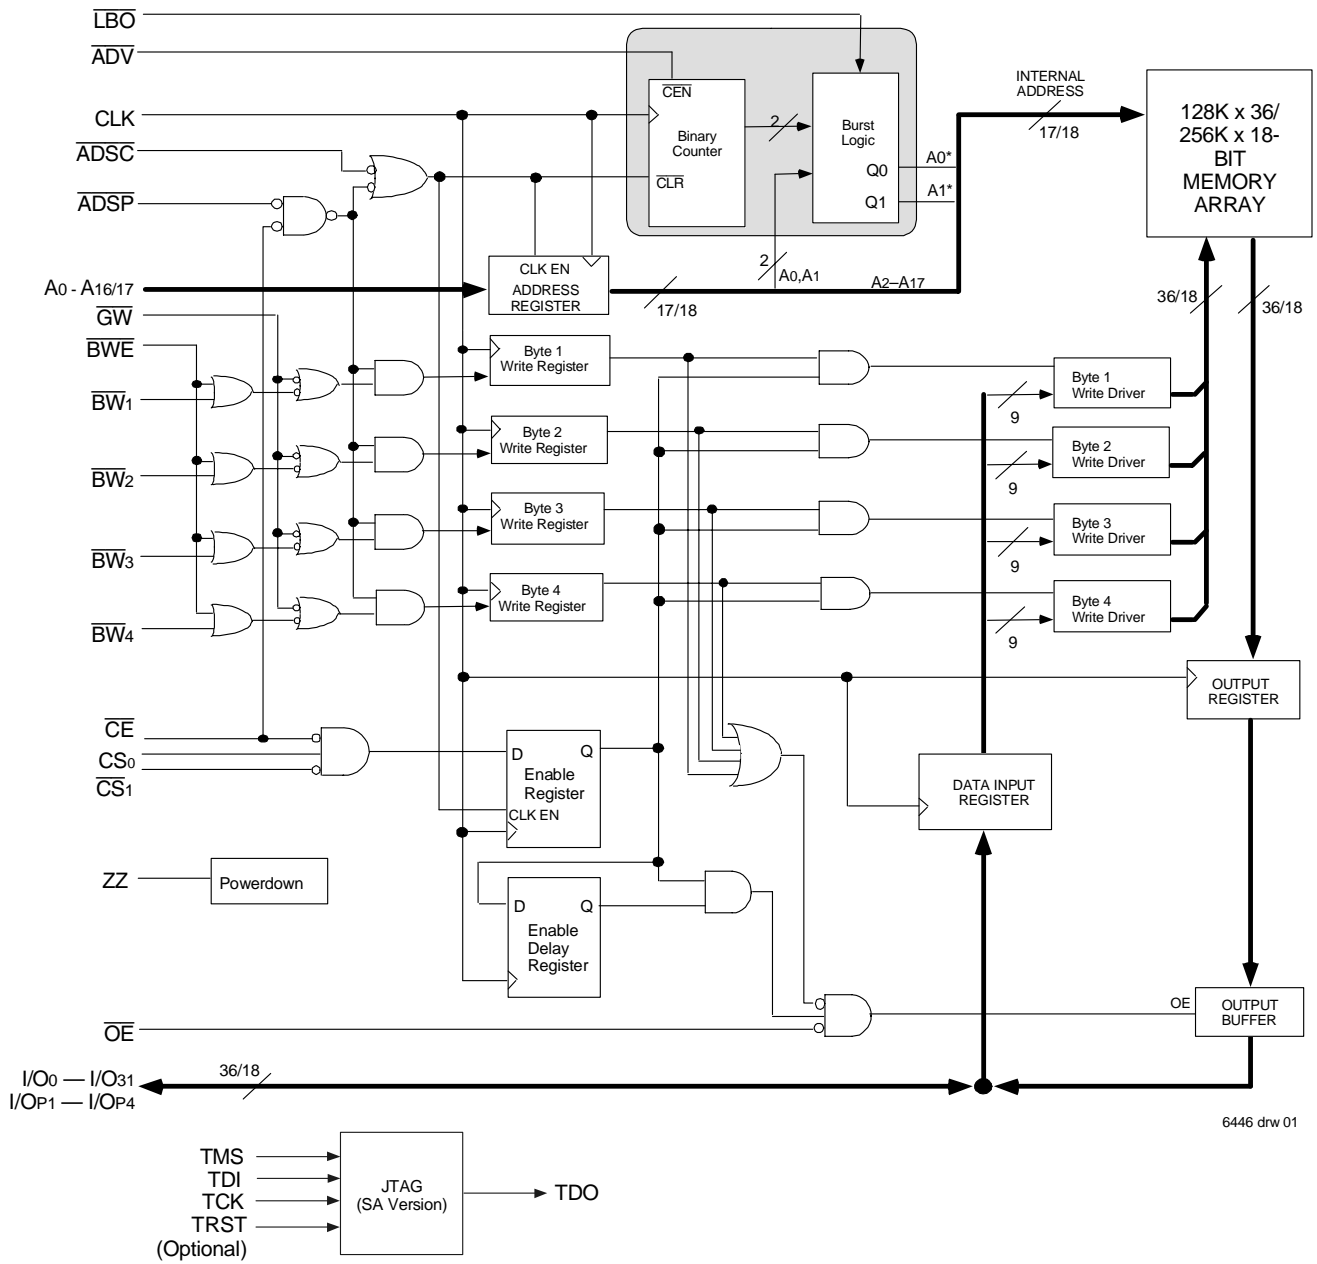 LBO
ADV
CEN
CLK
Binary
Counter
2
Burst
Logic
Q0
Q1
A0*
A1*
INTERNAL
ADDRESS
17/18
128K x 36/
256K x 18-
BIT
MEMORY
ARRAY
ADSC
CLR
ADSP
2
A0,A1
A2–A17
A0 - A16/17
CLK EN
ADDRESS
REGISTER
17/18
36/18
36/18
GW
BWE
BW1
Byte 1
Write Register
9
Byte 1
Write Driver
BW2
Byte 2
Write Register
9
Byte 2
Write Driver
BW3
Byte 3
Write Register
9
Byte 3
Write Driver
BW4
Byte 4
Write Register
9
Byte 4
Write Driver
OUTPUT
REGISTER
CE
CS0
CS1
D
Q
Enable
Register
CLK EN
DATA INPUT
REGISTER
ZZ
Powerdown
D
Q
Enable
Delay
Register
OE
OE
OUTPUT
BUFFER
I/O0 — I/O31
I/OP1 — I/OP4
36/18
6446 drw 01
TMS
TDI
TCK
TRST
(Optional)
JTAG
(SA Version)
TDO